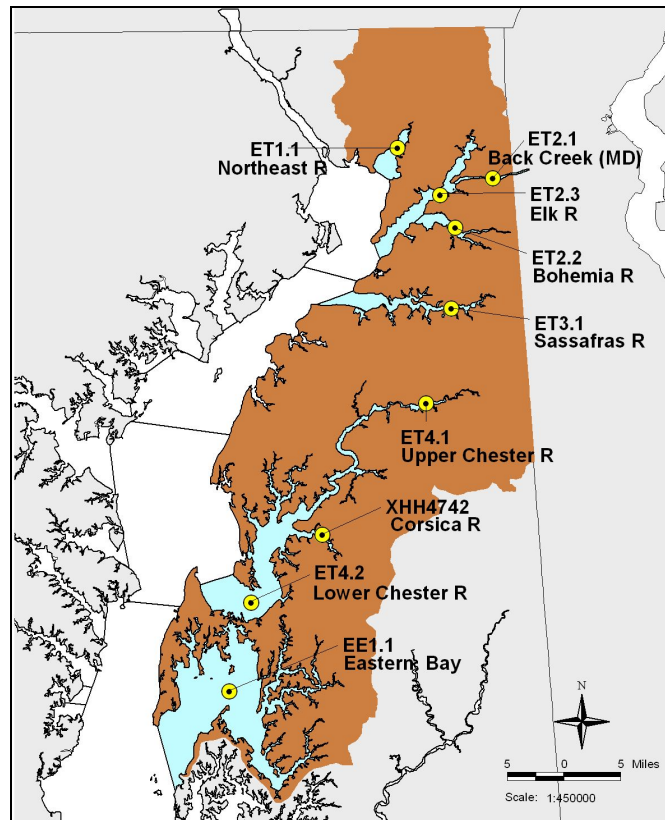 ET1.1
Northeast R
ET2.1
Back Creek (MD)
ET2.3
Elk R
ET2.2
Bohemia R
ET3.1
Sassafras R
ET4.1
Upper Chester R
XHH4742
Corsica R
ET4.2
Lower Chester R
EE1.1
Eastern Bay
N
5 0 5 Miles
Scale: 1:450000